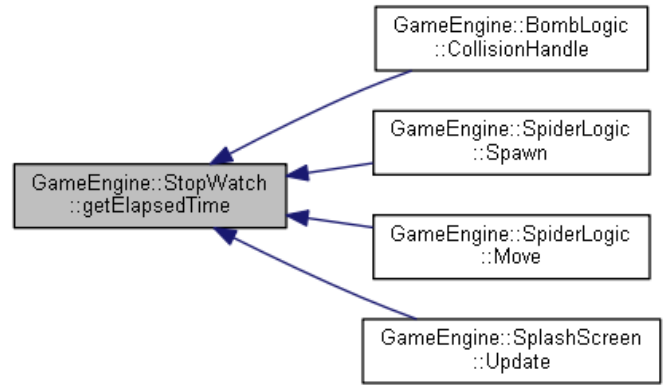 GameEngine::BombLogic
::CollisionHandle
GameEngine::SpiderLogic
::Spawn
GameEngine::StopWatch
::getElapsedTime
GameEngine::SpiderLogic
::Move
GameEngine::SplashScreen
::Update